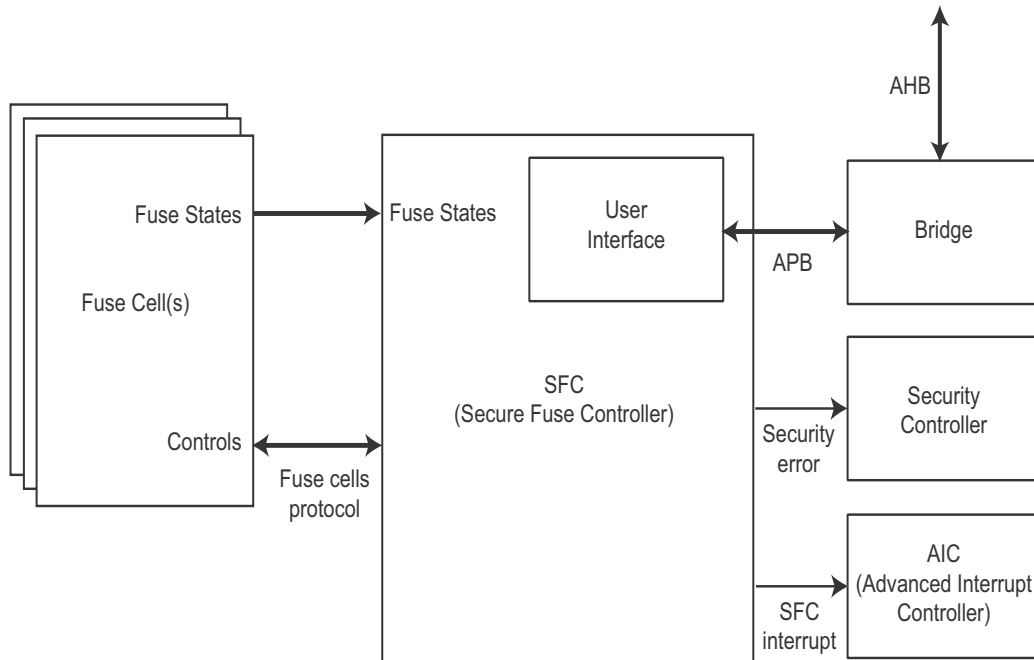 AHB
Fuse States
Fuse Cell(s)
Controls
Fuse cells
protocol
Fuse States
User
Interface
SFC
(Secure Fuse Controller)
APB
Bridge
Security
error
Security
Controller
SFC
interrupt
AIC
(Advanced Interrupt
Controller)